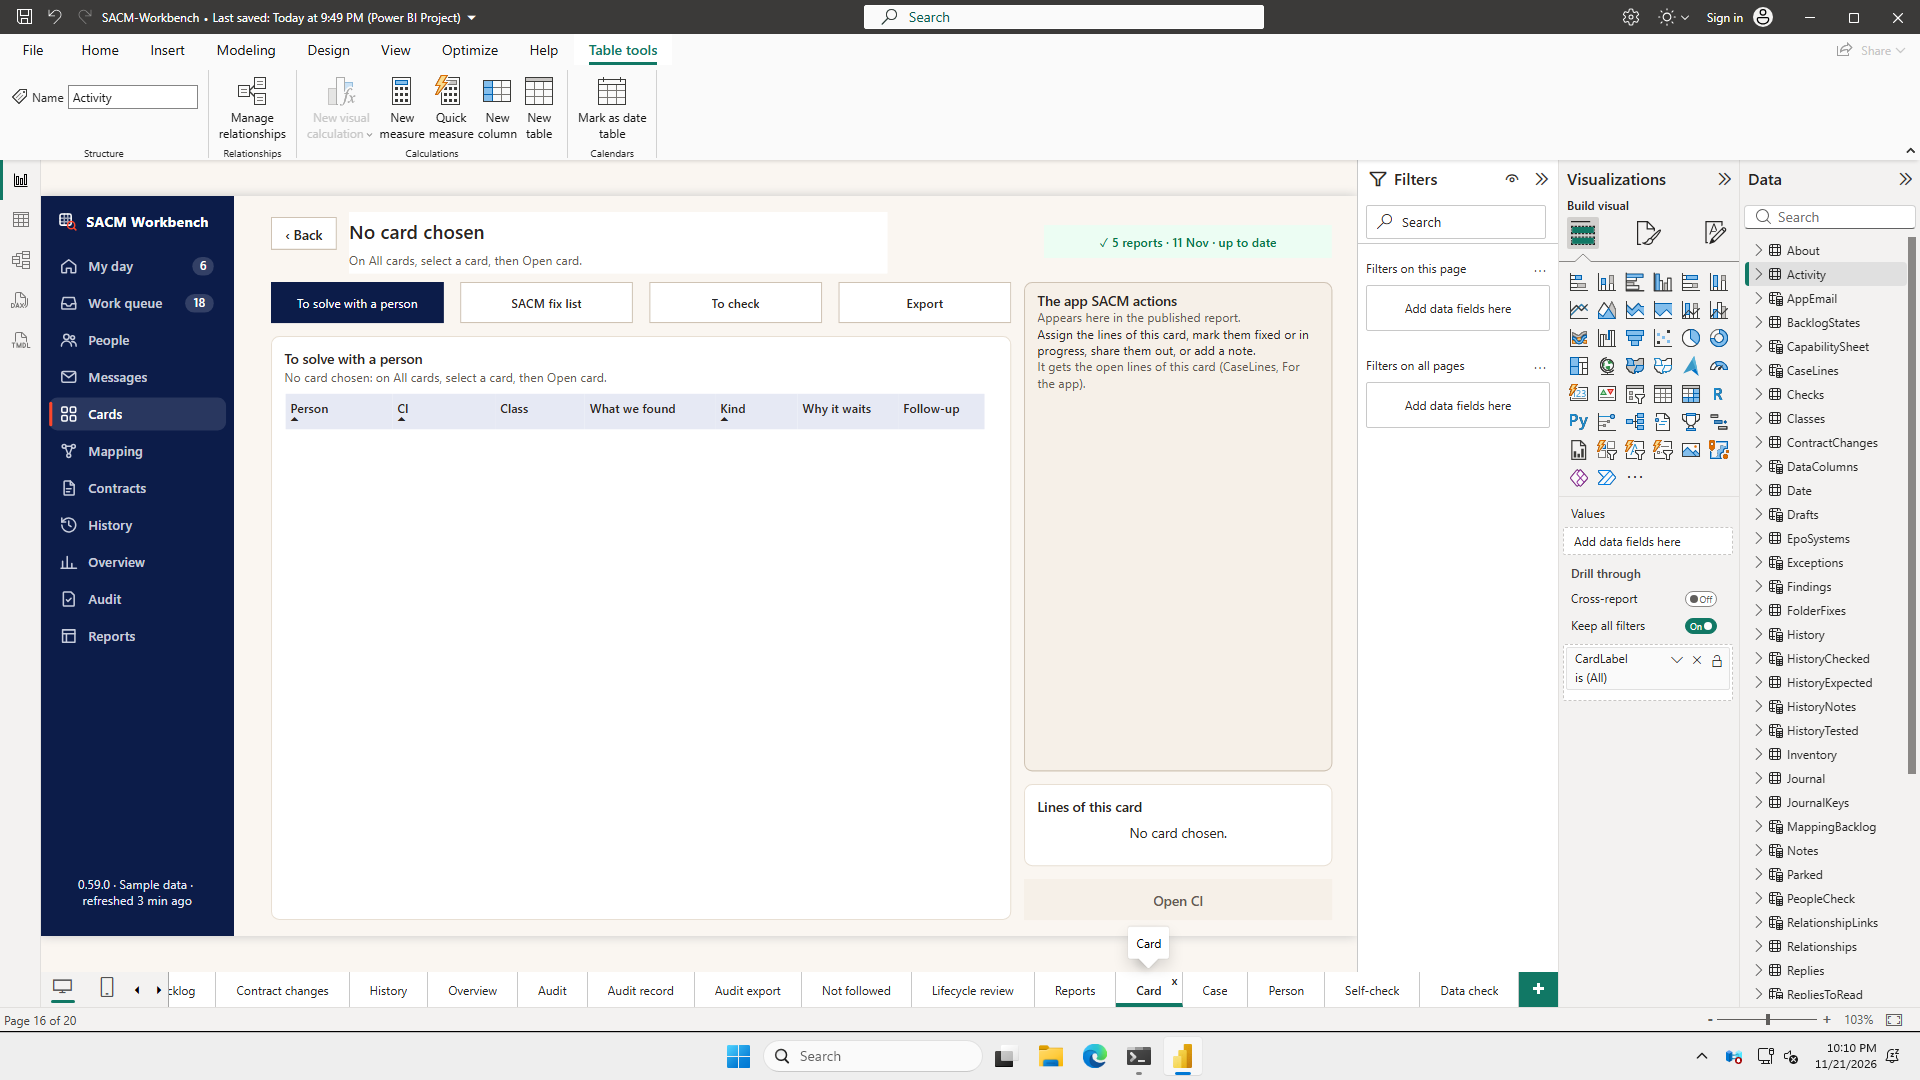 SACM-Workbench • Last saved: Today at 9:49 PM (Power BI Project)
Search
Sign in
File
Home
Insert
Modeling
Design
View
Optimize
Help
Table tools
Share
Name
Activity
Manage
relationships
New visual
calculation
New
measure
Quick
measure
New
column
New
table
Mark as date
table
Structure
Relationships
Calculations
Calendars
SACM Workbench
My day
6
Work queue
18
People
Messages
Cards
Mapping
Contracts
History
Overview
Audit
Reports
0.59.0 · Sample data ·
refreshed 3 min ago
‹ Back
No card chosen
On All cards, select a card, then Open card.
✓ 5 reports · 11 Nov · up to date
To solve with a person
SACM fix list
To check
Export
To solve with a person
No card chosen: on All cards, select a card, then Open card.
Person
CI
Class
What we found
Kind
Why it waits
Follow-up
The app SACM actions
Appears here in the published report.
Assign the lines of this card, mark them fixed or in
progress, share them out, or add a note.
It gets the open lines of this card (CaseLines, For
the app).
Lines of this card
No card chosen.
Open CI
Card
Filters
Search
Filters on this page
...
Add data fields here
Filters on all pages
...
Add data fields here
Visualizations
Build visual
R
Py
...
Values
Add data fields here
Drill through
Cross-report
Off
Keep all filters
On
CardLabel
is (All)
Data
Search
About
Activity
AppEmail
BacklogStates
CapabilitySheet
CaseLines
Checks
Classes
ContractChanges
DataColumns
Date
Drafts
EpoSystems
Exceptions
Findings
FolderFixes
History
HistoryChecked
HistoryExpected
HistoryNotes
HistoryTested
Inventory
Journal
JournalKeys
MappingBacklog
Notes
Parked
PeopleCheck
RelationshipLinks
Relationships
Replies
RepliesToRead
DAX
TMDL
cklog
Contract changes
History
Overview
Audit
Audit record
Audit export
Not followed
Lifecycle review
Reports
Card
x
Case
Person
Self-check
Data check
+
Page 16 of 20
-
+
103%
Search
10:10 PM
11/21/2026